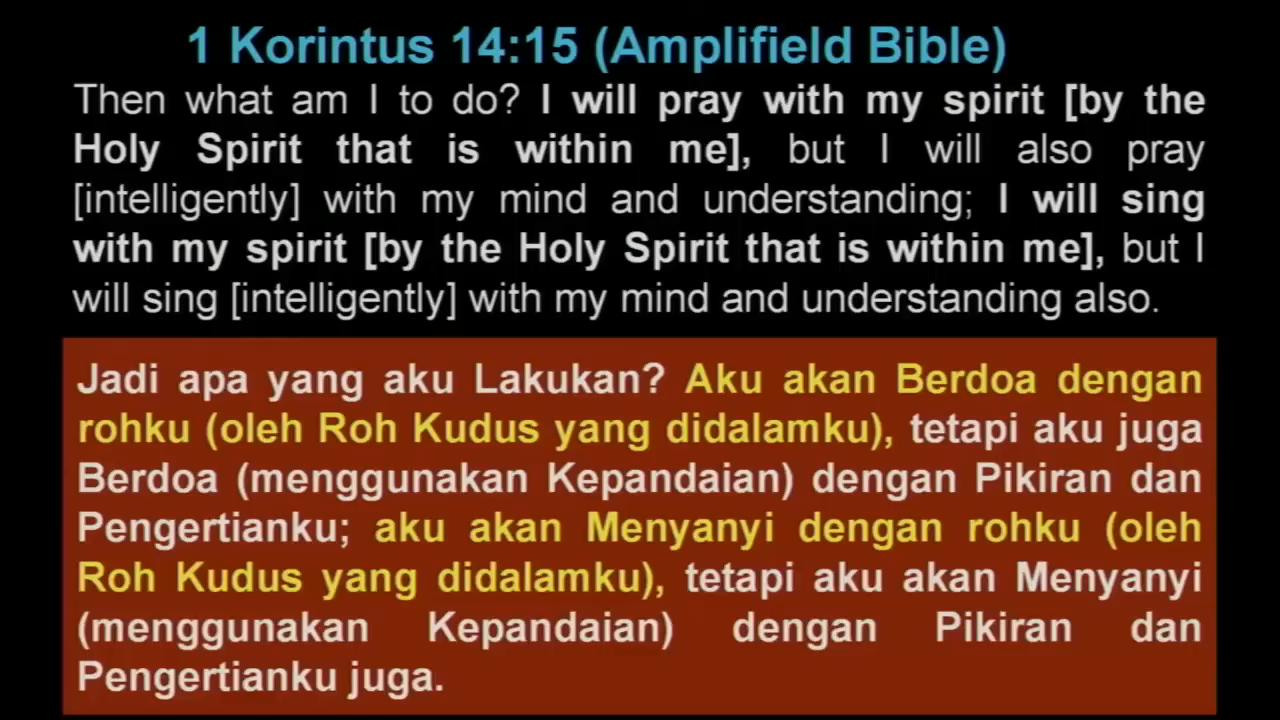 1 Korintus 14:15 (Amplifield Bible)
Then what am I to do? I will pray with my spirit [by the
Holy Spirit that is within me], but I will also pray
[intelligently] with my mind and understanding; I will sing
with my spirit [by the Holy Spirit that is within me], but I
will sing [intelligently] with my mind and understanding also.
Jadi apa yang aku Lakukan? Aku akan Berdoa dengan
rohku (oleh Roh Kudus yang didalamku), tetapi aku juga
Berdoa (menggunakan Kepandaian) dengan Pikiran dan
Pengertianku; aku akan Menyanyi dengan rohku (oleh
Roh Kudus yang didalamku), tetapi aku akan Menyanyi
(menggunakan Kepandaian) dengan Pikiran dan
Pengertianku juga.